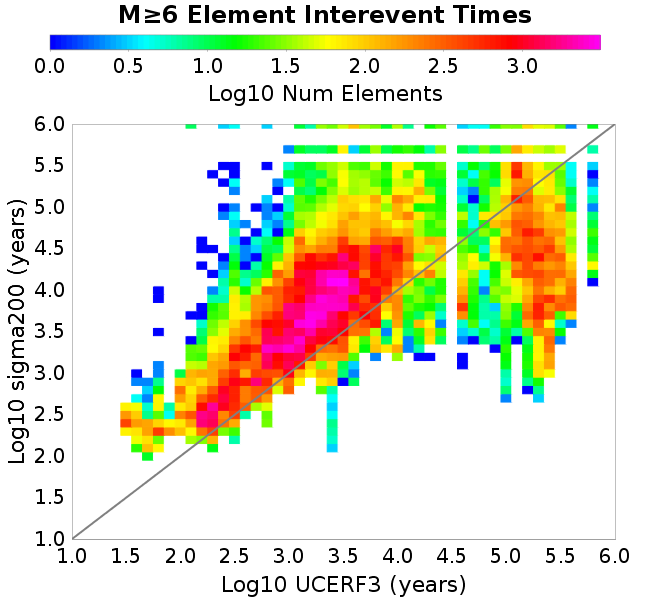 M≥6 Element Interevent Times
0.0 0.5 1.0 1.5 2.0 2.5 3.0
Log10 Num Elements
6.0
5.5
5.0
4.5
4.0
3.5
3.0
2.5
2.0
1.5
1.0
Log10 sigma200 (years)
1.0 1.5 2.0 2.5 3.0 3.5 4.0 4.5 5.0 5.5 6.0
Log10 UCERF3 (years)